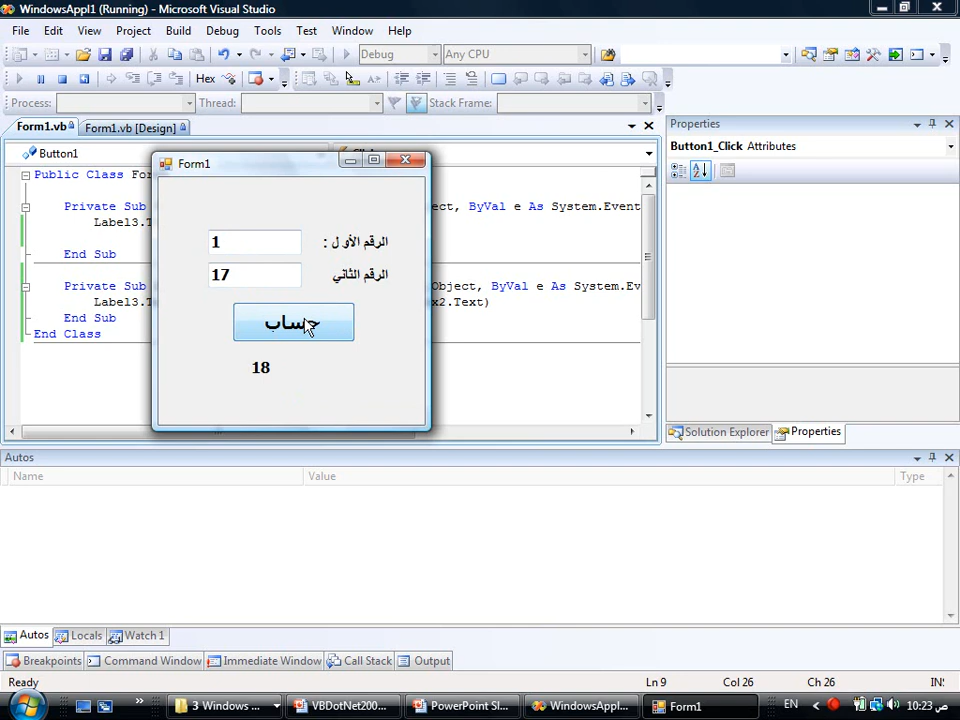 WindowsAppl1 (Running) - Microsoft Visual Studio
File Edit View Project Build Debug Tools Test Window Help
Debug Any CPU
Hex
Process: Thread: Stack Frame:
Form1.vb Form1.vb [Design]
Button1
Public Class
Private Sub
ByVal e As System.Event
Label3.
End Sub
Private Sub
Object, ByVal e As System.Event
Label3.
x2.Text)
End Sub
End Class
Form1
1 الرقم الأول :
17 الرقم الثاني
حساب
18
Properties
Button1_Click Attributes
Solution Explorer Properties
Autos
Name Value Type
Autos Locals Watch 1
Breakpoints Command Window Immediate Window Call Stack Output
Ready Ln 9 Col 26 Ch 26 INS
3 Windows ... VBDotNet200... PowerPoint Sl... WindowsAppl... Form1 EN 10:23 ص